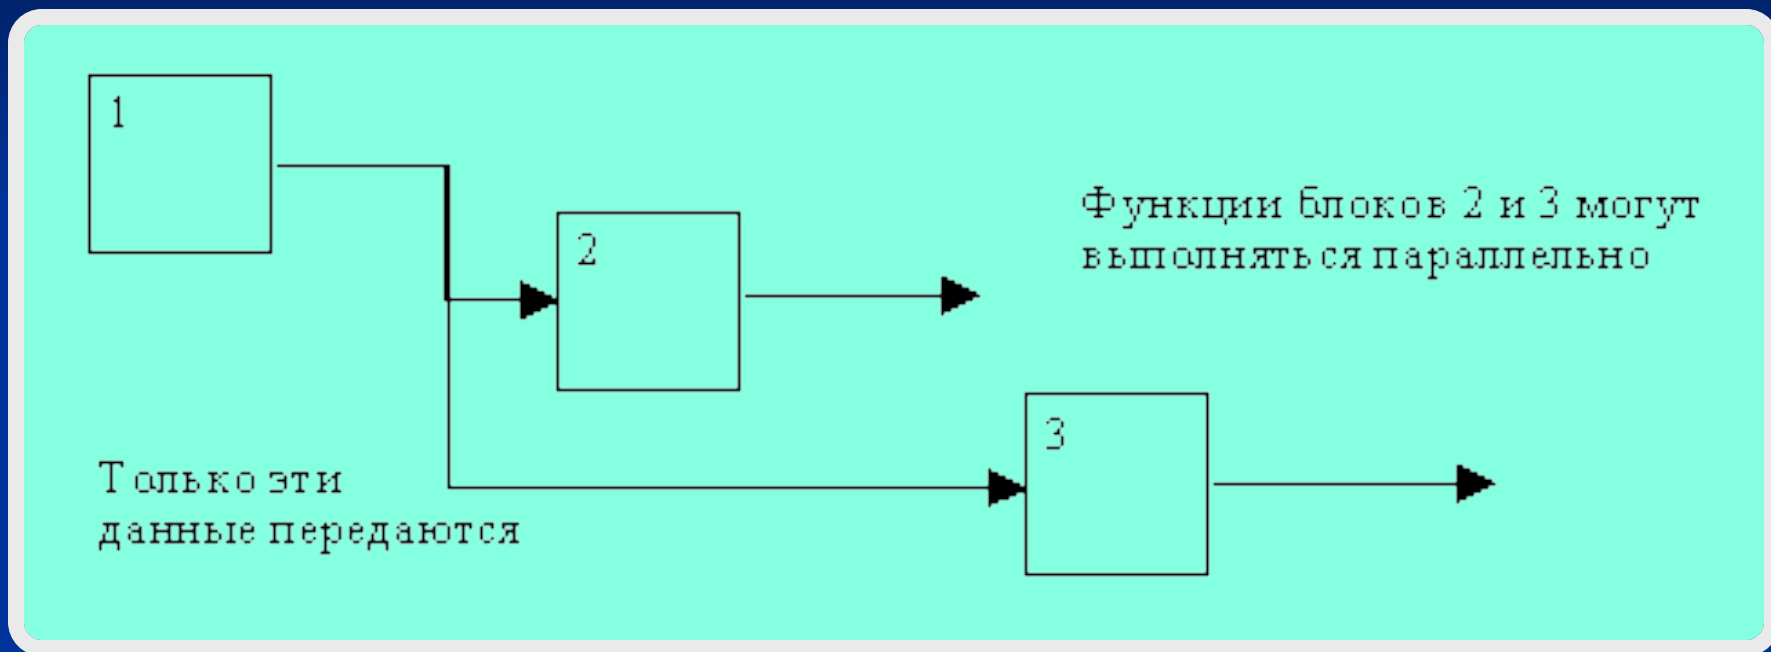 1
2
Функции блоков 2 и 3 могут
выполняться параллельно
3
Только эти
данные передаются